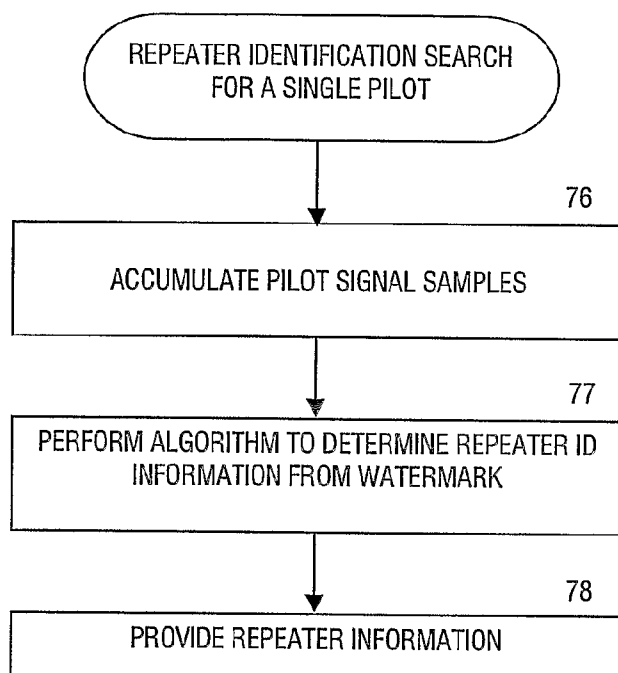 REPEATER IDENTIFICATION SEARCH
FOR A SINGLE PILOT
76
ACCUMULATE PILOT SIGNAL SAMPLES
77
PERFORM ALGORITHM TO DETERMINE REPEATER ID
INFORMATION FROM WATERMARK
78
PROVIDE REPEATER INFORMATION